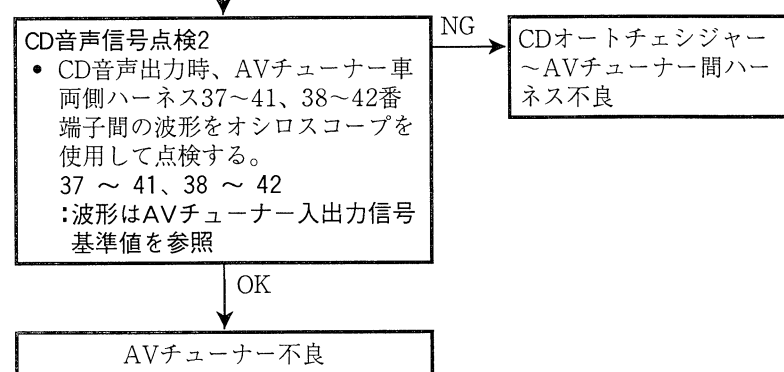 CD音声信号点検2
• CD音声出力時、AVチューナー車
両側ハーネス37～41、38～42番
端子間の波形をオシロスコープを
使用して点検する。
37 ～ 41、38 ～ 42
:波形はAVチューナー入出力信号
基準値を参照
NG
CDオートチェシジャー
～AVチューナー間ハー
ネス不良
OK
AVチューナー不良